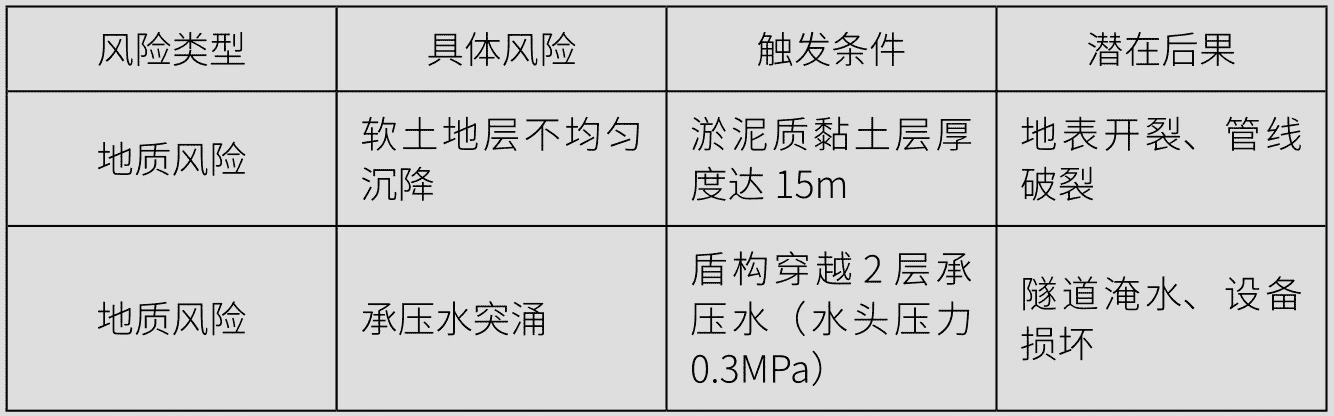 风险类型
具体风险
触发条件
潜在后果
地质风险
软土地层不均匀
沉降
淤泥质黏土层厚
度达 15m
地表开裂、管线
破裂
地质风险
承压水突涌
盾构穿越 2 层承
压水（水头压力
0.3MPa）
隧道淹水、设备
损坏